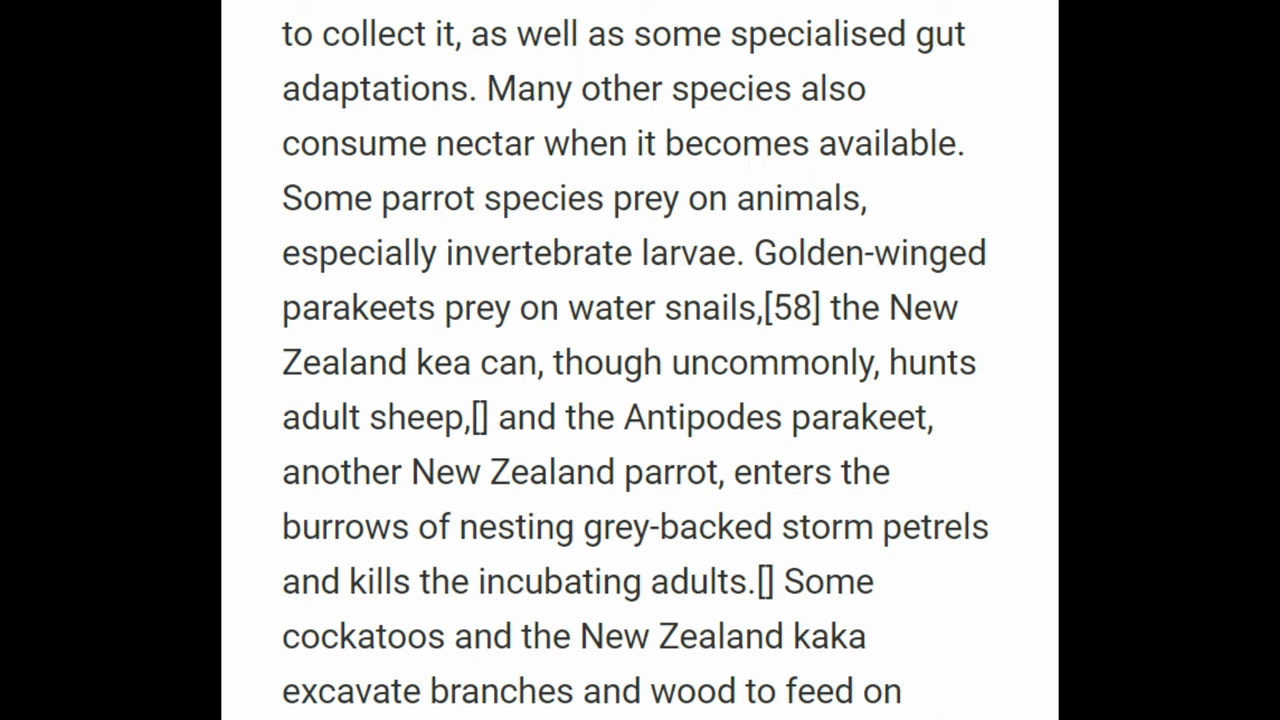 to collect it, as well as some specialised gut
adaptations. Many other species also
consume nectar when it becomes available.
Some parrot species prey on animals,
especially invertebrate larvae. Golden-winged
parakeets prey on water snails,[58] the New
Zealand kea can, though uncommonly, hunts
adult sheep,[] and the Antipodes parakeet,
another New Zealand parrot, enters the
burrows of nesting grey-backed storm petrels
and kills the incubating adults.[] Some
cockatoos and the New Zealand kaka
excavate branches and wood to feed on